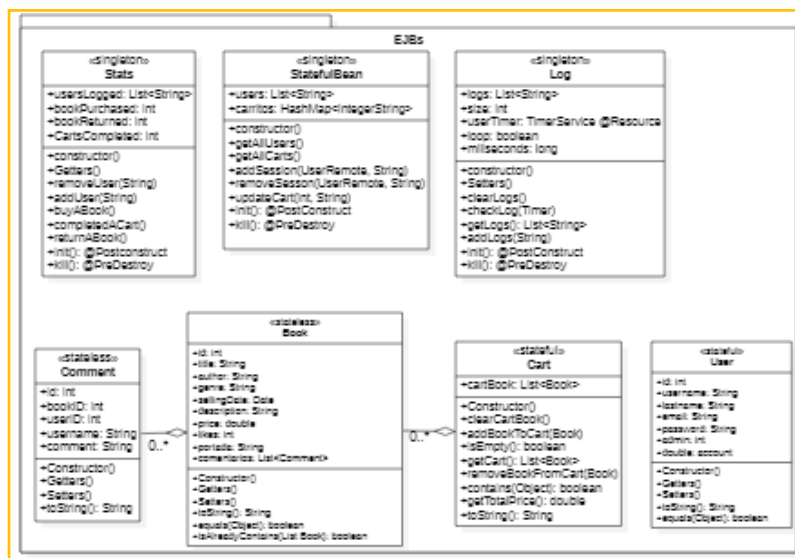 EJBs
«singleton»
Stats
+usersLogged: List<String>
+bookPurchased: int
+bookReturned: int
+CartsCompleted: int
+constructor()
+Getters()
+removeUser(String)
+addUser(String)
+buyABook()
+completedACart()
+returnABook()
+init(): @Postconstruct
+kill(): @PreDestroy
«singleton»
StatefulBean
+users: List<String>
+carritos: HashMap<IntegerString>
+constructor()
+getAllUsers()
+getAllCarts()
+addSession(UserRemote, String)
+removeSesson(UserRemote, String)
+updateCart(int, String)
+init(): @PostConstruct
+kill(): @PreDestroy
«singleton»
Log
+logs: List<String>
+size: int
+userTimer: TimerService @Resource
+loop: boolean
+miliseconds: long
+constructor()
+Setters()
+clearLogs()
+checkLog(Timer)
+getLogs(): List<String>
+addLogs(String)
+init(): @PostConstruct
+kill(): @PreDestroy
«stateless»
Comment
+id: int
+bookID: int
+userID: int
+username: String
+comment: String
+Constructor()
+Getters()
+Setters()
+toString(): String
0..*
«stateless»
Book
+id: int
+title: String
+author: String
+genre: String
+sellingDate: Date
+description: String
+price: double
+likes: int
+portada: String
+comentarios: List<Comment>
+Constructor()
+Getters()
+Setters()
+toString(): String
+equals(Object): boolean
+isAlreadyContains(List Book): boolean
0..*
«stateful»
Cart
+cartBook: List<Book>
+Constructor()
+clearCartBook()
+addBookToCart(Book)
+isEmpty(): boolean
+getCart(): List<Book>
+removeBookFromCart(Book)
+contains(Object): boolean
+getTotalPrice(): double
+toString(): String
«stateful»
User
+id: int
+username: String
+lastname: String
+email: String
+password: String
+admin: int
+double: account
+Constructor()
+Getters()
+Setters()
+toString(): String
+equals(Object): boolean